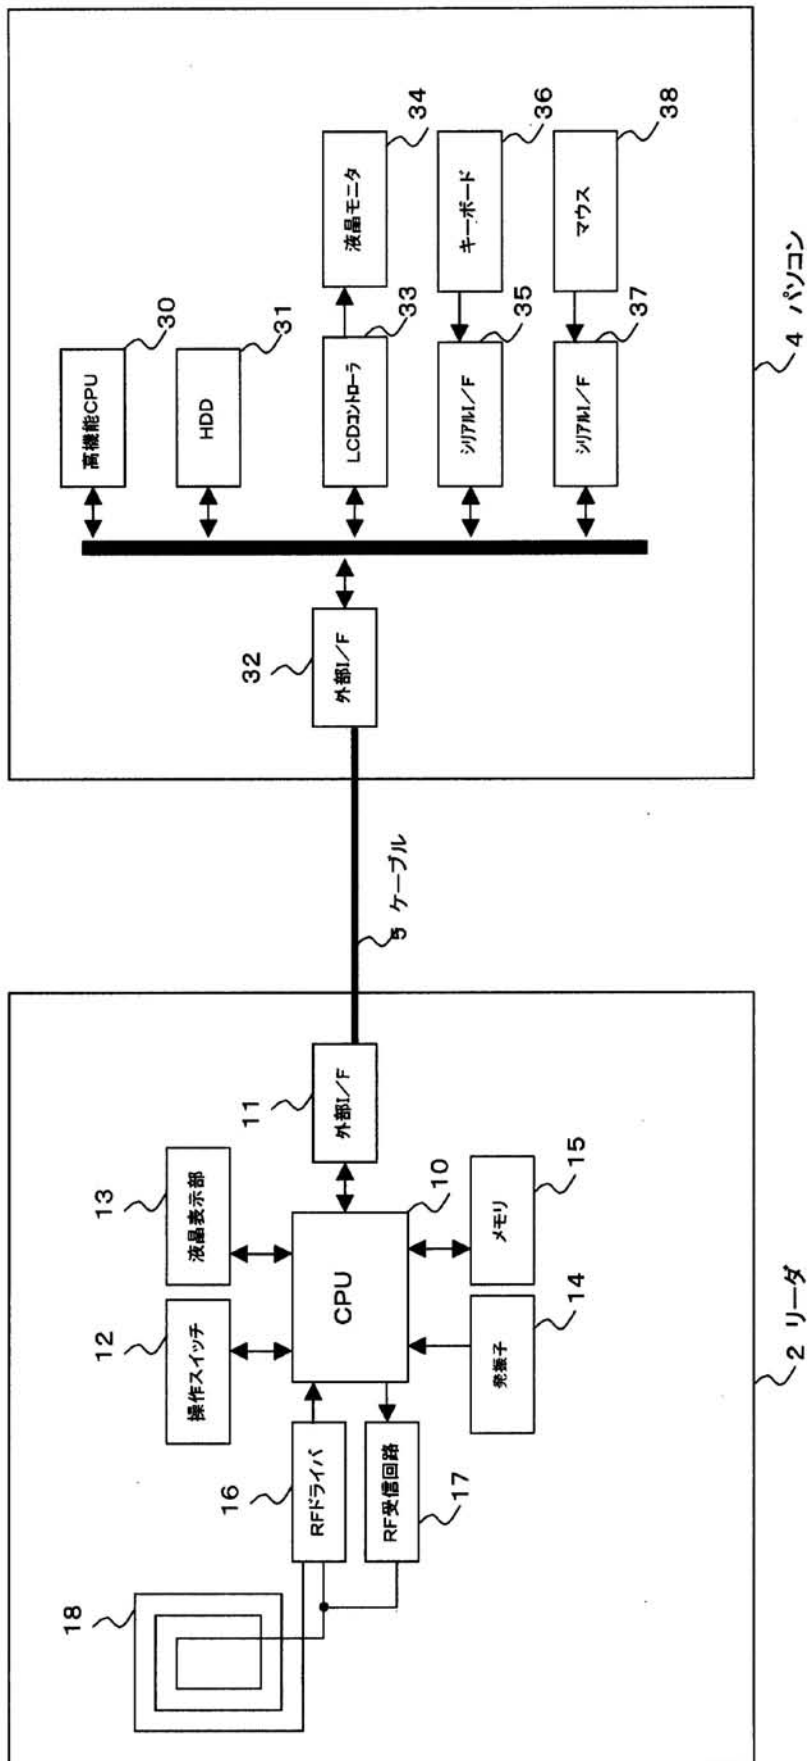 18
16
RFドライバ
RF受信回路
17
12
操作スイッチ
13
液晶表示部
CPU
10
発振子
14
メモリ
15
11
外部I/F
2 リーダ
5 ケーブル
32
外部I/F
高機能CPU
30
HDD
31
LCDコントローラ
33
液晶モニタ
34
シリアルI/F
35
キーボード
36
シリアルI/F
37
マウス
38
4 パソコン